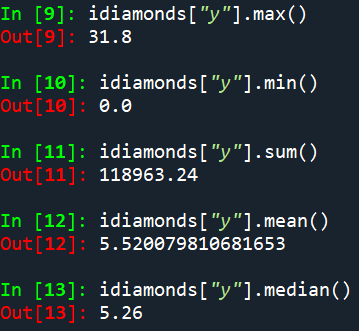 In [9]: idiamonds["y"].max()
Out[9]: 31.8
In [10]: idiamonds["y"].min()
Out[10]: 0.0
In [11]: idiamonds["y"].sum()
Out[11]: 118963.24
In [12]: idiamonds["y"].mean()
Out[12]: 5.520079810681653
In [13]: idiamonds["y"].median()
Out[13]: 5.26